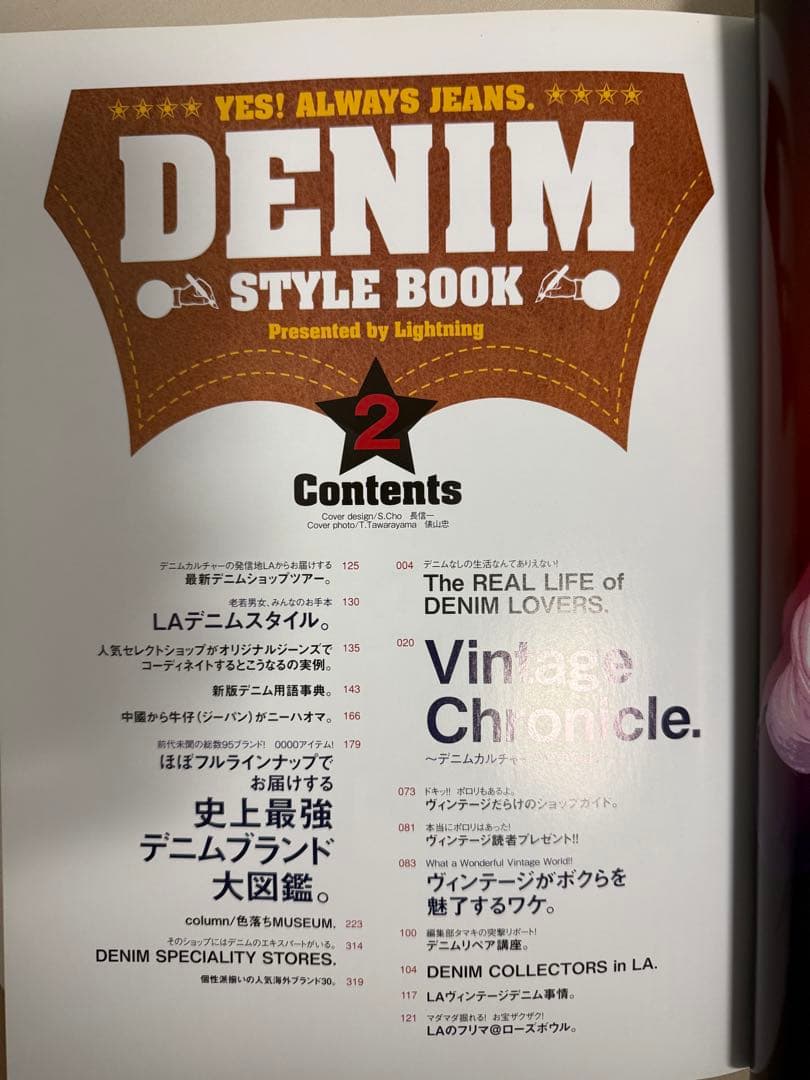 YES! ALWAYS JEANS.
DENIM
STYLE BOOK
Presented by Lightning
2
Contents
Cover design/S.Cho 長信一
Cover photo/T.Tawarayama 俵山忠
004 デニムなしの生活なんてありえない!
The REAL LIFE of
DENIM LOVERS.
020 Vintage
Chronicle.
〜デニムカルチャー
073 ドキッ!! ポロリもあるよ。
ヴィンテージだらけのショップガイド。
081 本当にポロリはあった!
ヴィンテージ読者プレゼント!!
083 What a Wonderful Vintage World!!
ヴィンテージがボクらを
魅了するワケ。
100 編集部タマキの突撃リポート!
デニムリペア講座。
104 DENIM COLLECTORS in LA.
117 LAヴィンテージデニム事情。
121 マダマダ掘れる! お宝ザクザク!
LAのフリマ@ローズボウル。
デニムカルチャーの発信地LAからお届けする 125
最新デニムショップツアー。
老若男女、みんなのお手本 130
LAデニムスタイル。
人気セレクトショップがオリジナルジーンズで 135
コーディネイトするとこうなるの実例。
新版デニム用語事典。 143
中國から牛仔(ジーパン)がニーハオマ。 166
前代未聞の総数95ブランド! 0000アイテム! 179
ほぼフルラインナップで
お届けする
史上最強
デニムブランド
大図鑑。
column/色落ちMUSEUM. 223
そのショップにはデニムのエキスパートがいる。 314
DENIM SPECIALITY STORES.
個性派揃いの人気海外ブランド30。 319